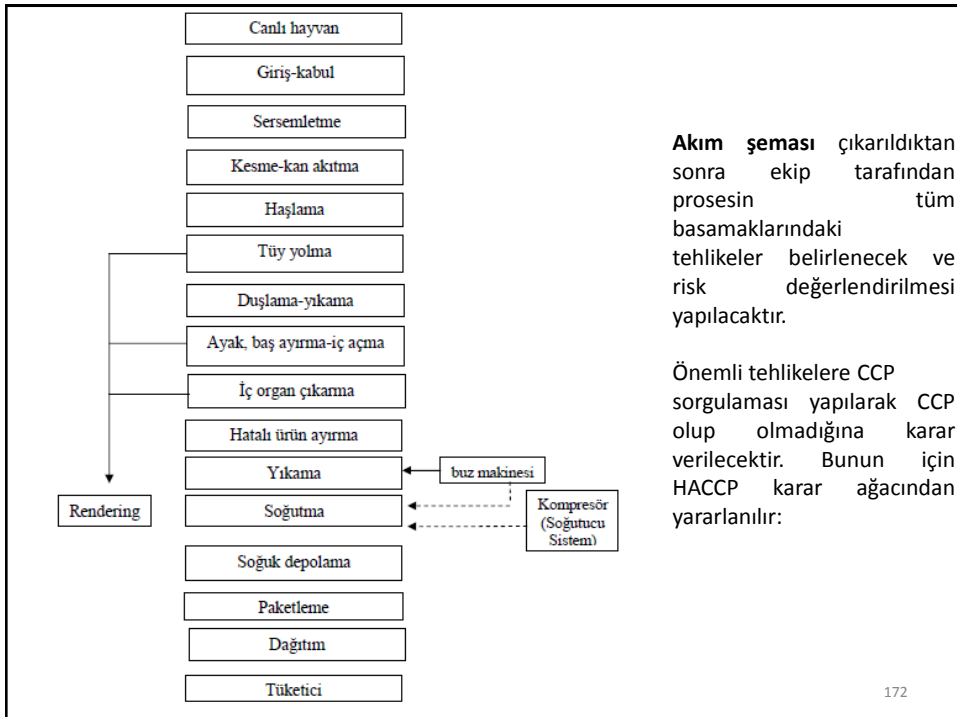 Canlı hayvan
Giriş-kabul
Sersemletme
Kesme-kan akıtma
Haşlama
Tüy yolma
Duşlama-yıkama
Ayak, baş ayırma-iç açma
İç organ çıkarma
Hatalı ürün ayırma
Yıkama
buz makinesi
Rendering
Soğutma
Kompresör
(Soğutucu
Sistem)
Soğuk depolama
Paketleme
Dağıtım
Tüketici
Akım şeması çıkarıldıktan
sonra ekip tarafından
prosesin tüm
basamaklarındaki
tehlikeler belirlenecek ve
risk değerlendirilmesi
yapılacaktır.
Önemli tehlikelere CCP
sorgulaması yapılarak CCP
olup olmadığına karar
verilecektir. Bunun için
HACCP karar ağacından
yararlanılır:
172